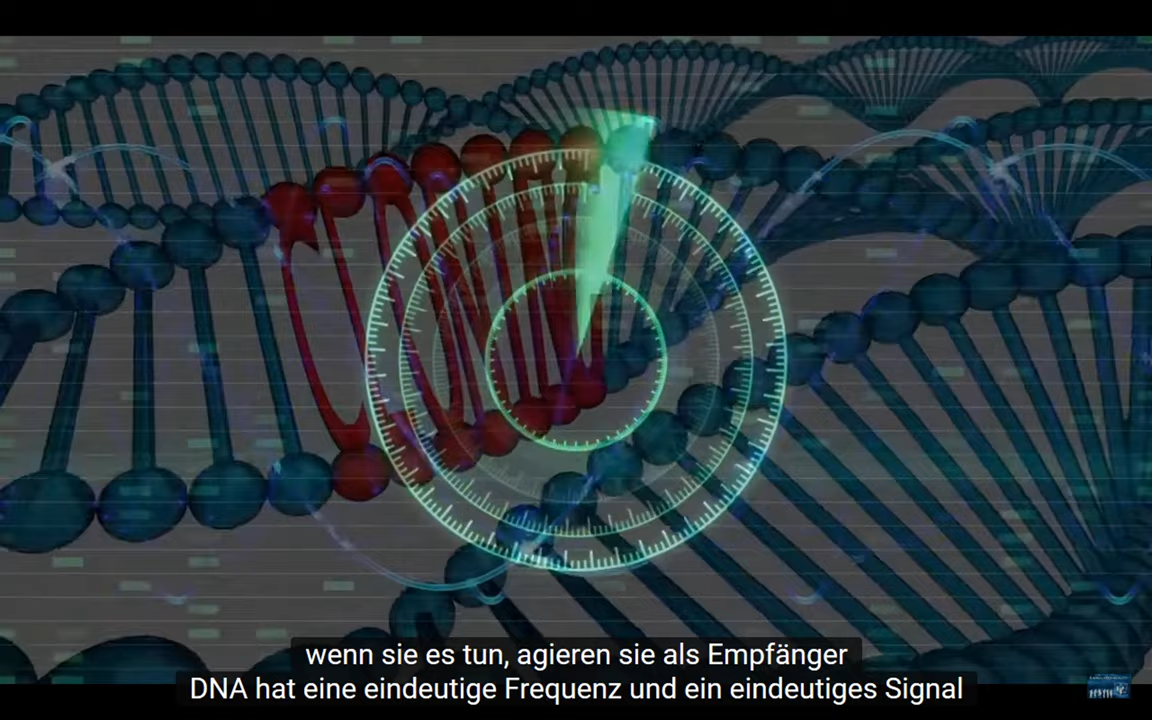 wenn sie es tun, agieren sie als Empfänger
DNA hat eine eindeutige Frequenz und ein eindeutiges Signal